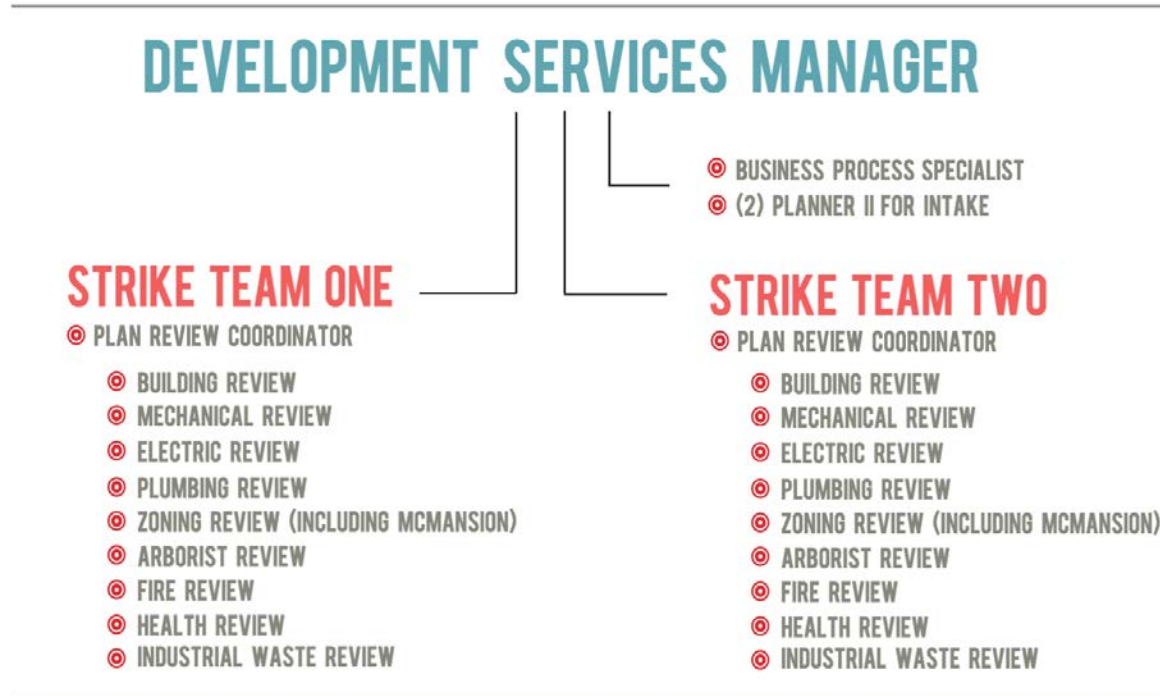 DEVELOPMENT SERVICES MANAGER
BUSINESS PROCESS SPECIALIST
(2) PLANNER II FOR INTAKE
STRIKE TEAM ONE
PLAN REVIEW COORDINATOR
BUILDING REVIEW
MECHANICAL REVIEW
ELECTRIC REVIEW
PLUMBING REVIEW
ZONING REVIEW (INCLUDING MCMANSION)
ARBORIST REVIEW
FIRE REVIEW
HEALTH REVIEW
INDUSTRIAL WASTE REVIEW
STRIKE TEAM TWO
PLAN REVIEW COORDINATOR
BUILDING REVIEW
MECHANICAL REVIEW
ELECTRIC REVIEW
PLUMBING REVIEW
ZONING REVIEW (INCLUDING MCMANSION)
ARBORIST REVIEW
FIRE REVIEW
HEALTH REVIEW
INDUSTRIAL WASTE REVIEW